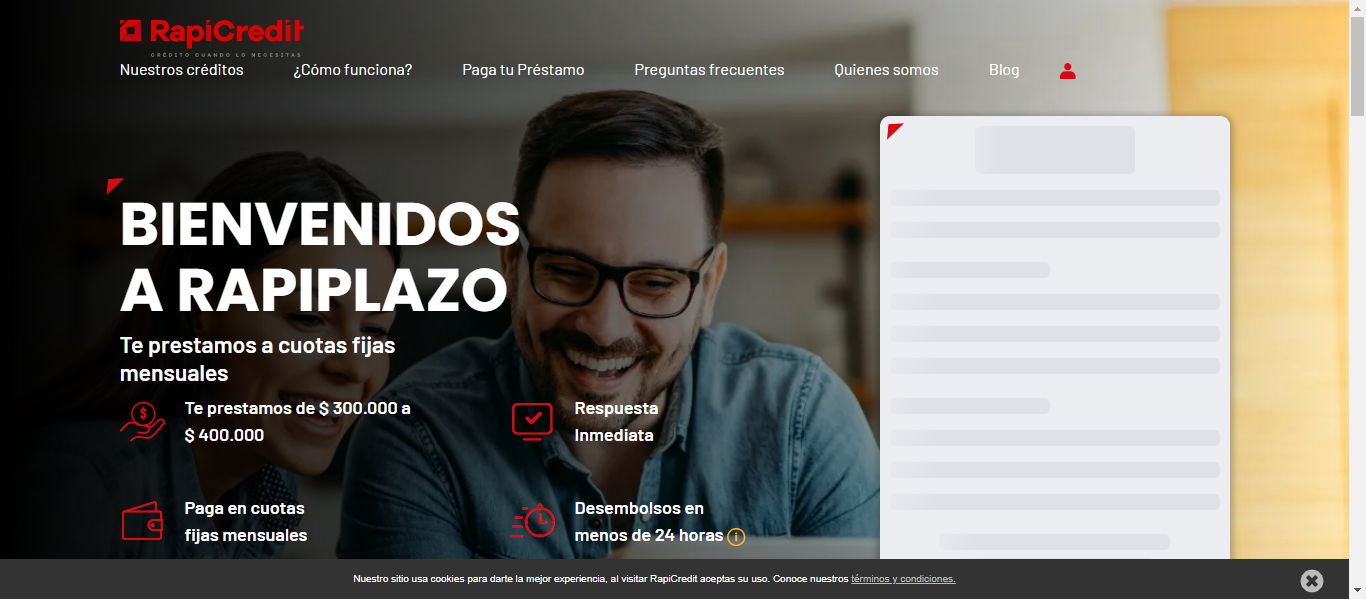 RapiCredit
CRÉDITO CUANDO LO NECESITAS
Nuestros créditos
¿Cómo funciona?
Paga tu Préstamo
Preguntas frecuentes
Quienes somos
Blog
BIENVENIDOS
A RAPIPLAZO
Te prestamos a cuotas fijas
mensuales
Te prestamos de $ 300.000 a
$ 400.000
Respuesta
Inmediata
Paga en cuotas
fijas mensuales
Desembolsos en
menos de 24 horas
Nuestro sitio usa cookies para darte la mejor experiencia, al visitar RapiCredit aceptas su uso. Conoce nuestros términos y condiciones.